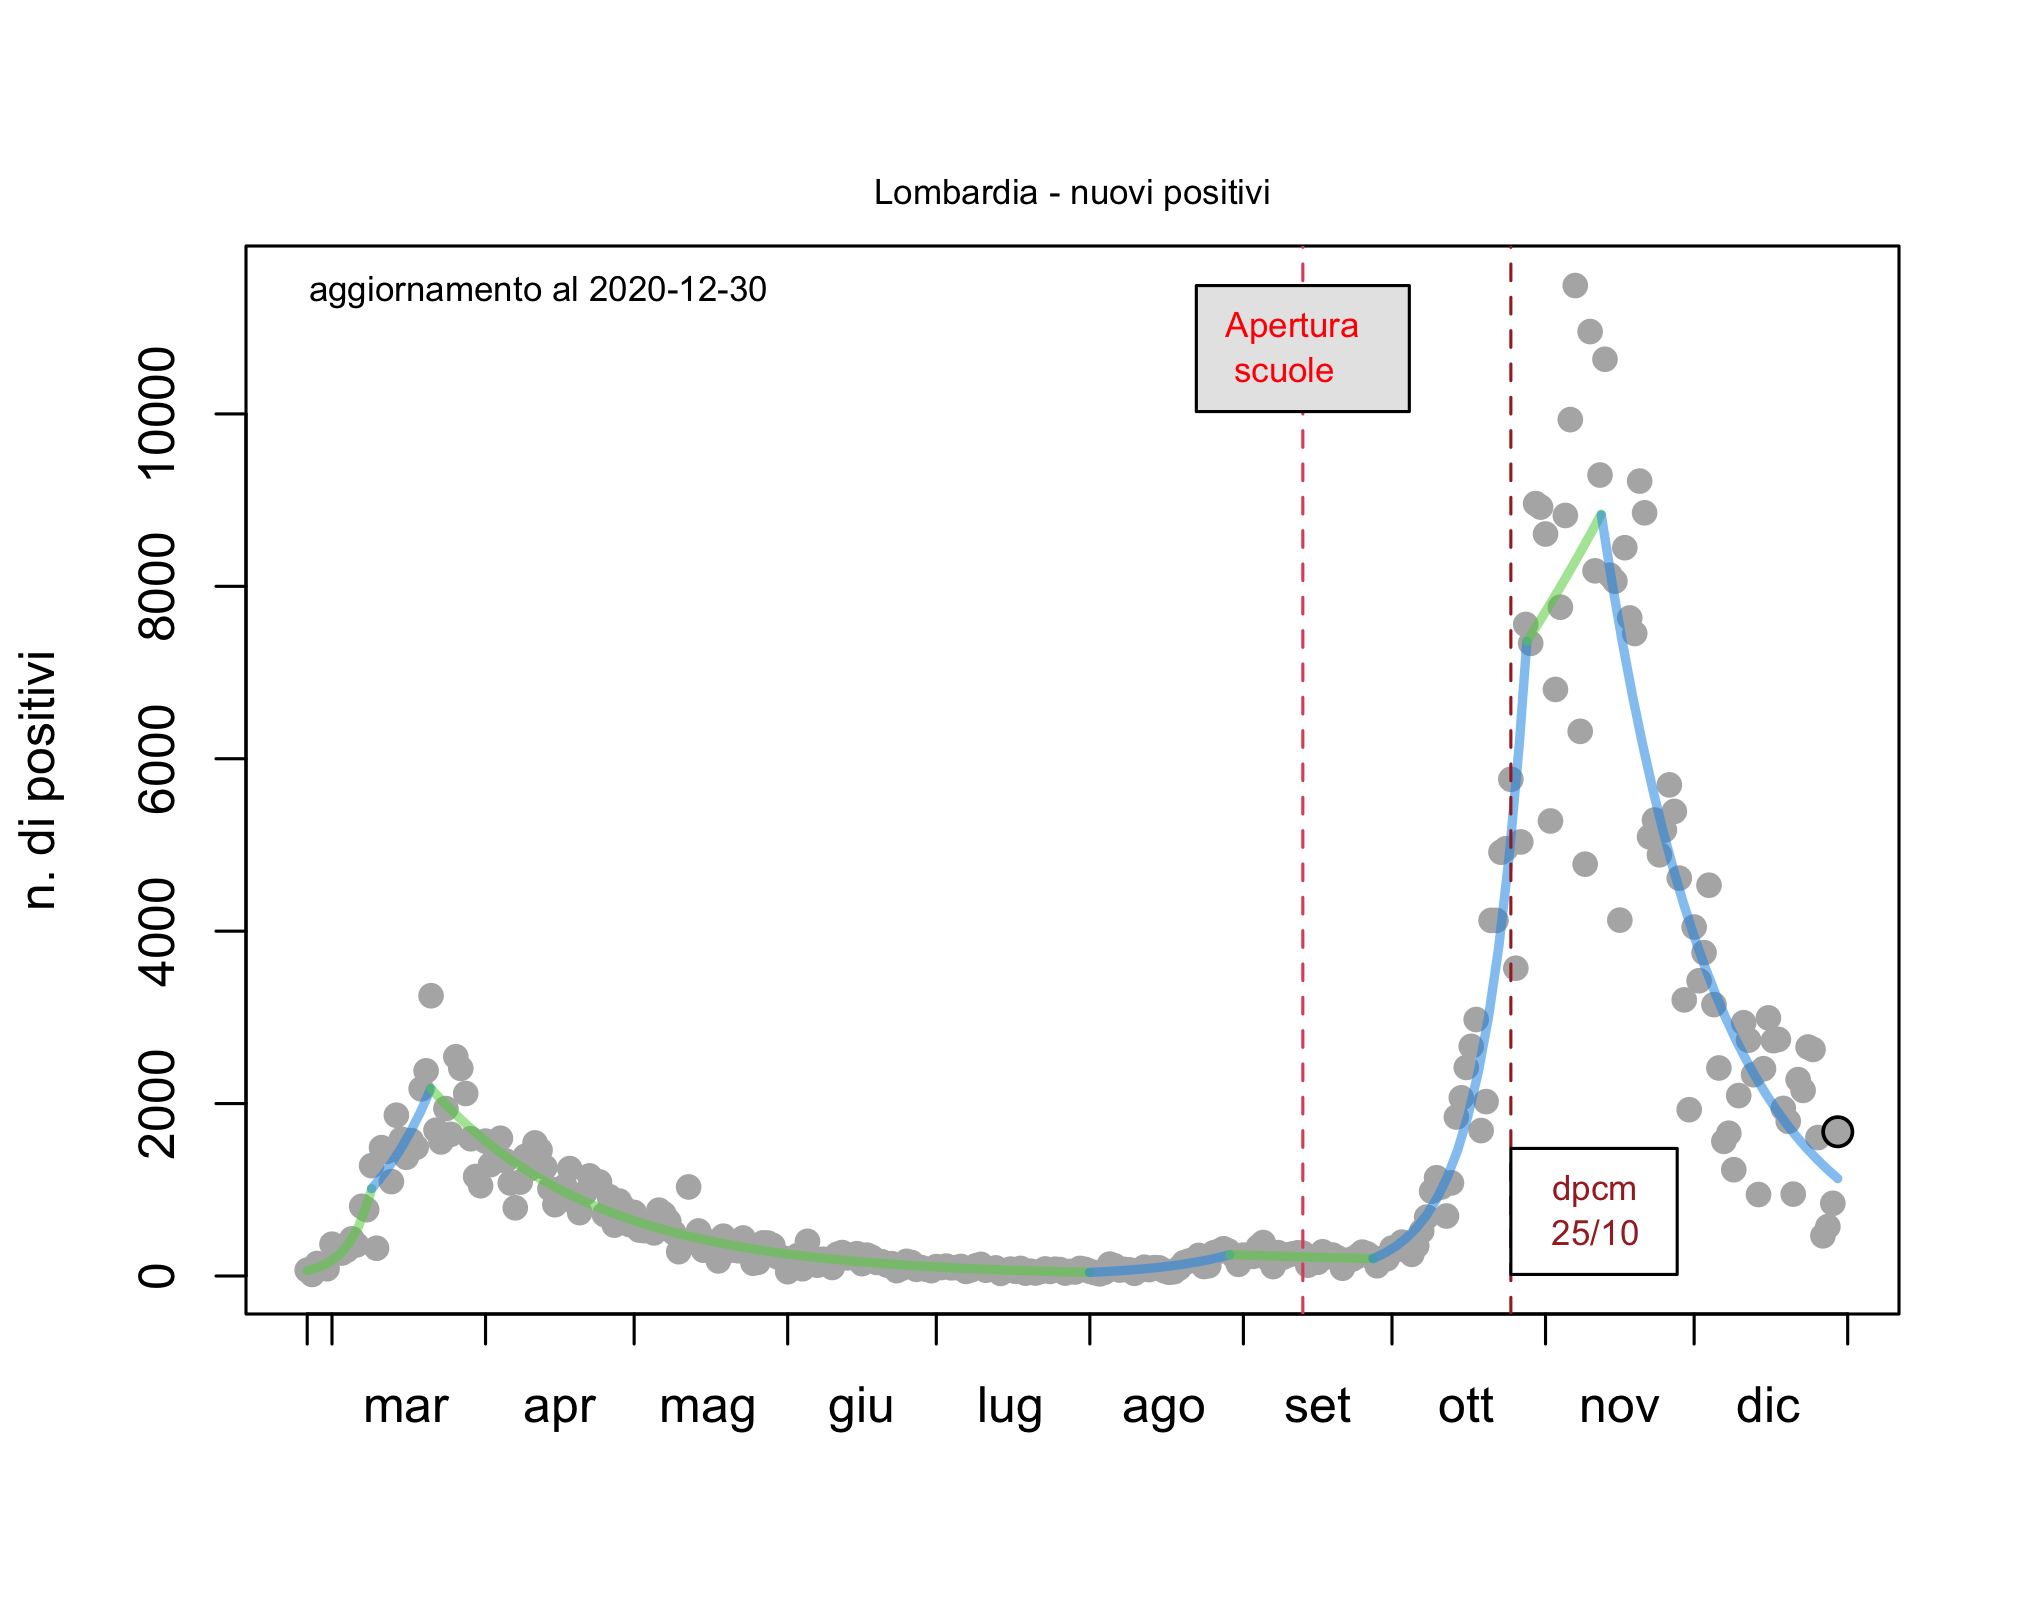 Lombardia - nuovi positivi
aggiornamento al 2020-12-30
Apertura
scuole
10000
8000
6000
4000
2000
0
n. di positivi
dpcm
25/10
mar apr mag giu lug ago set ott nov dic